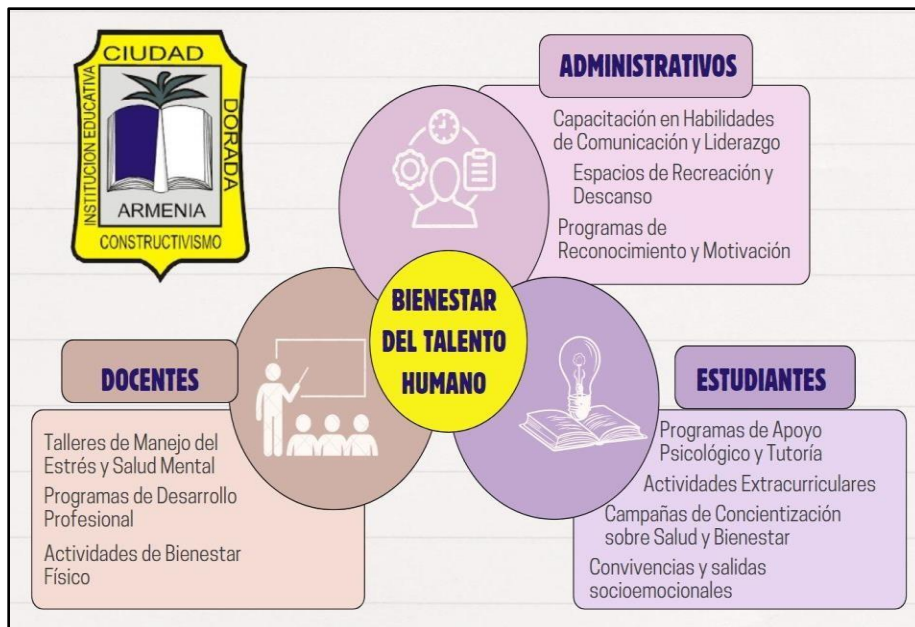 CIUDAD
INSTITUCION EDUCATIVA
DORADA
ARMENIA
CONSTRUCTIVISMO
ADMINISTRATIVOS
Capacitación en Habilidades
de Comunicación y Liderazgo
Espacios de Recreación y
Descanso
Programas de
Reconocimiento y Motivación
BIENESTAR
DEL TALENTO
HUMANO
DOCENTES
Talleres de Manejo del
Estrés y Salud Mental
Programas de Desarrollo
Profesional
Actividades de Bienestar
Físico
ESTUDIANTES
Programas de Apoyo
Psicológico y Tutoría
Actividades Extracurriculares
Campañas de Concientización
sobre Salud y Bienestar
Convivencias y salidas
socioemocionales